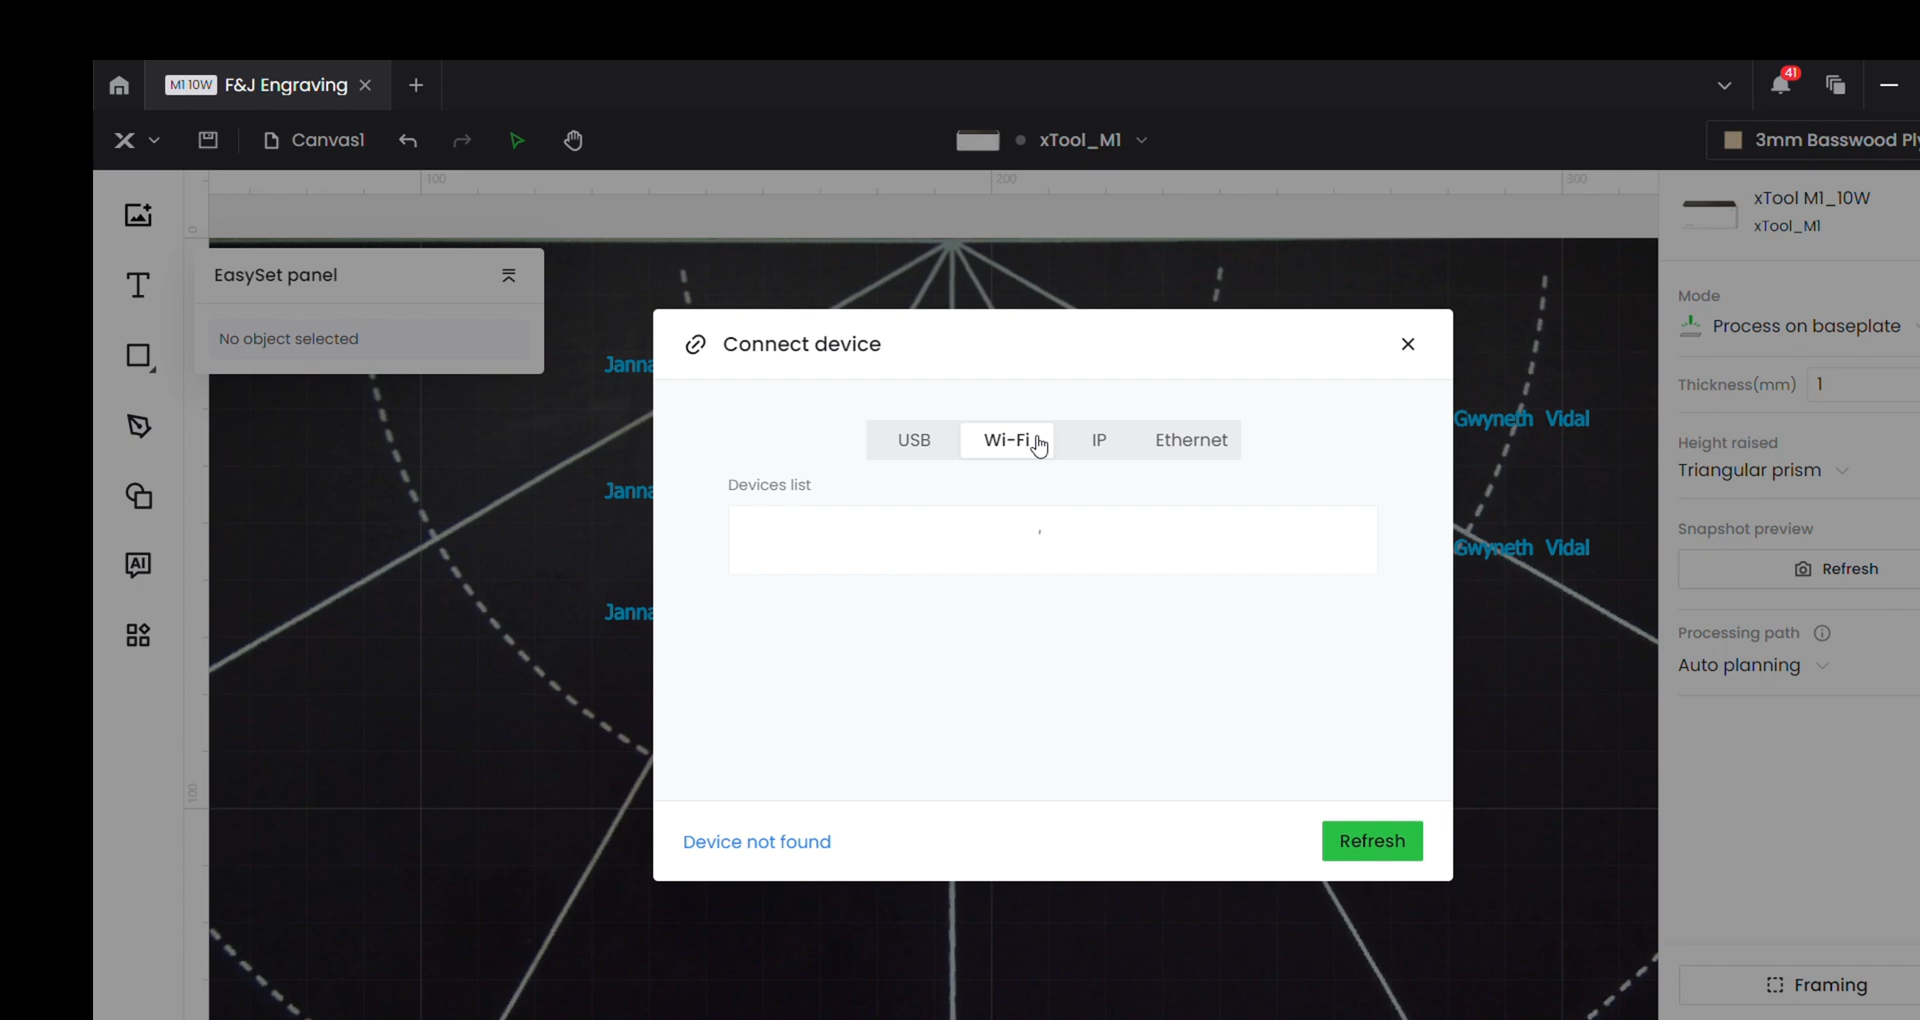 M1 10W F&J Engraving
41
Canvas1
xTool_M1
3mm Basswood Ply
100
200
300
0
100
EasySet panel
No object selected
Janna
Janna
Janna
Gwyneth Vidal
Gwyneth Vidal
Connect device
USB
Wi-Fi
IP
Ethernet
Devices list
Device not found
Refresh
xTool M1_10W
xTool_M1
Mode
Process on baseplate
Thickness(mm) 1
Height raised
Triangular prism
Snapshot preview
Refresh
Processing path
Auto planning
Framing
AI